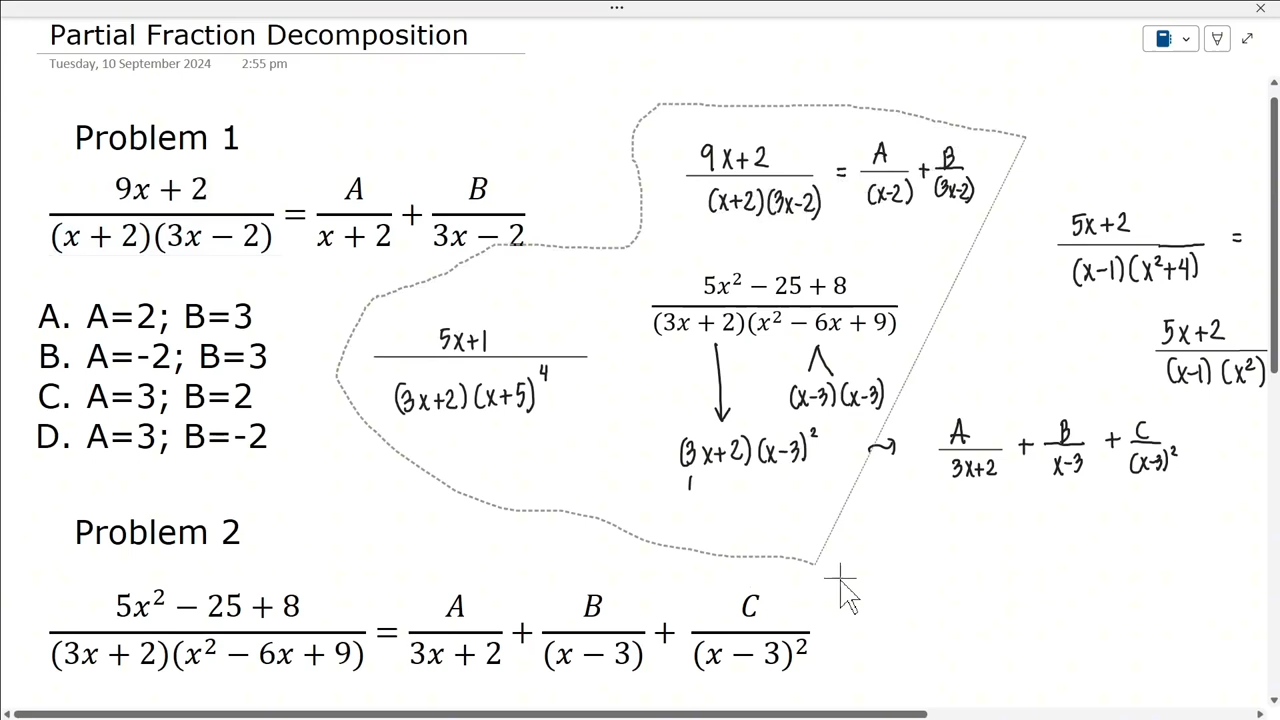 Partial Fraction Decomposition
Tuesday, 10 September 2024 2:55 pm
Problem 1
9x + 2 / (x + 2)(3x − 2) = A / x + 2 + B / 3x − 2
A. A=2; B=3
B. A=-2; B=3
C. A=3; B=2
D. A=3; B=-2
9x+2 / (x+2)(3x-2) = A / (x-2) + B / (3x-2)
5x+1 / (3x+2)(x+5)^4
5x² − 25 + 8 / (3x + 2)(x² − 6x + 9)
(x-3)(x-3)
(3x+2)(x-3)² ⤳ A / 3x+2 + B / x-3 + C / (x-3)²
5x+2 / (x-1)(x²+4) =
5x+2 / (x-1)(x²)
Problem 2
5x² − 25 + 8 / (3x + 2)(x² − 6x + 9) = A / 3x + 2 + B / (x − 3) + C / (x − 3)²